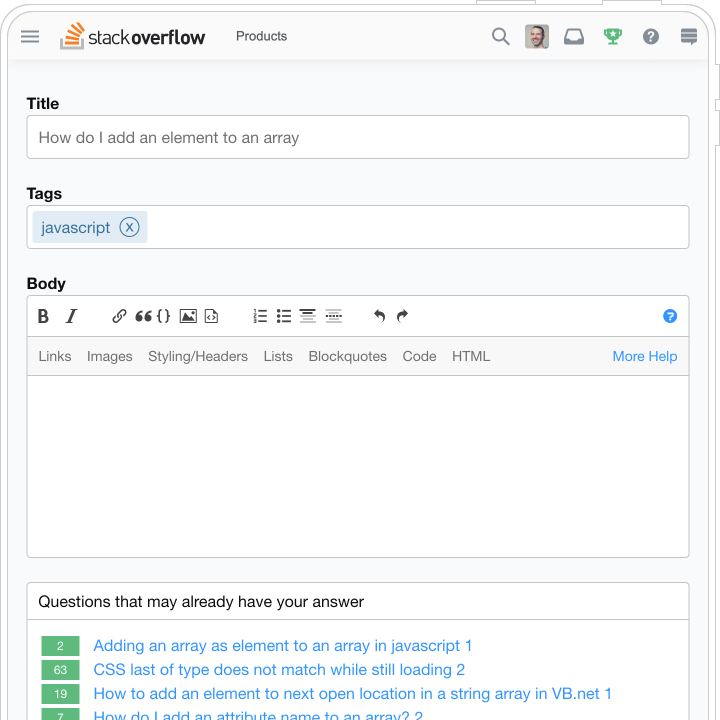 stackoverflow Products
Title
How do I add an element to an array
Tags
javascript X
Body
B I
Links Images Styling/Headers Lists Blockquotes Code HTML More Help
Questions that may already have your answer
2 Adding an array as element to an array in javascript 1
63 CSS last of type does not match while still loading 2
19 How to add an element to next open location in a string array in VB.net 1
7 How do I add an attribute name to an array? 2